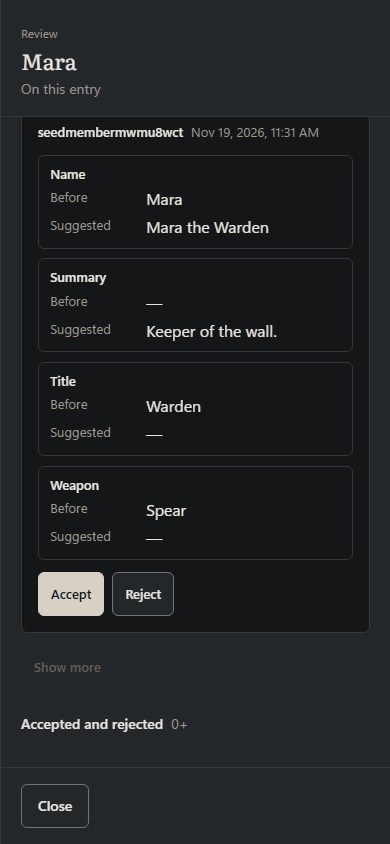 Review
Mara
On this entry
seedmembermwmu8wct Nov 19, 2026, 11:31 AM
Name
Before Mara
Suggested Mara the Warden
Summary
Before —
Suggested Keeper of the wall.
Title
Before Warden
Suggested —
Weapon
Before Spear
Suggested —
Accept Reject
Show more
Accepted and rejected 0+
Close